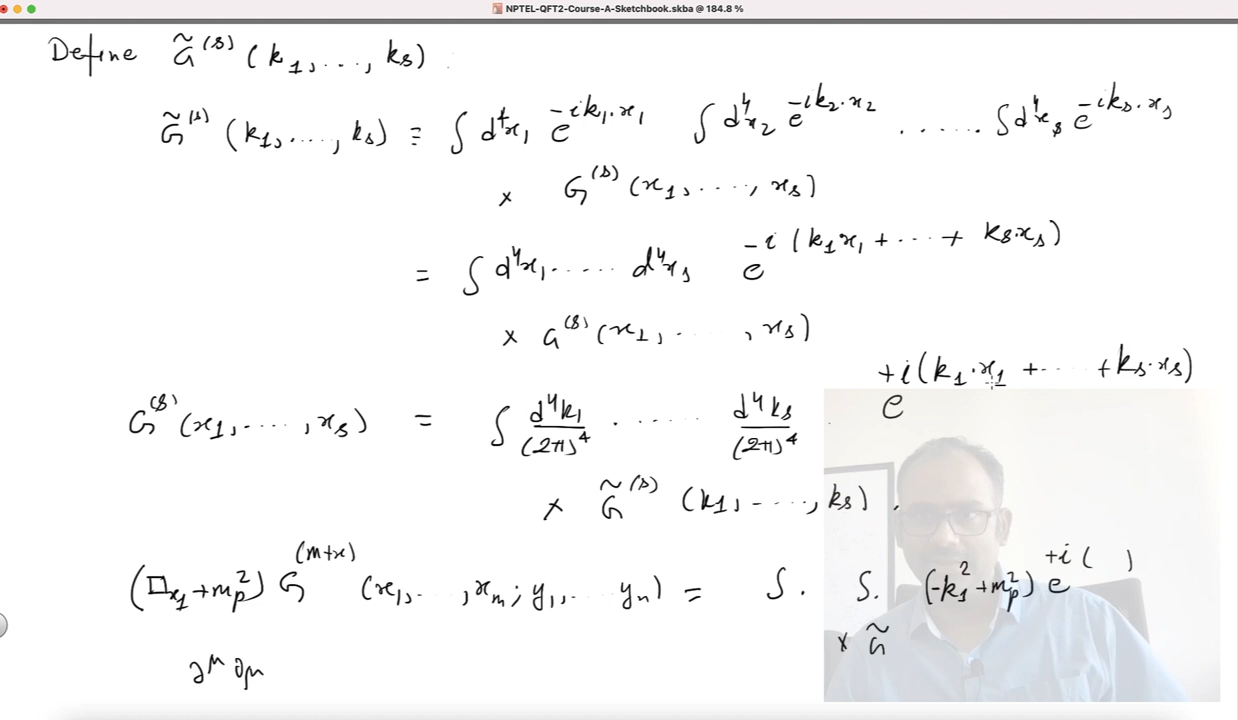 NPTEL-QFT2-Course-A-Sketchbook.skba @ 184.8 %
Define G̃^(s) (k_1, ..., k_s)
G̃^(s) (k_1, ..., k_s) ≡ ∫ d^4x_1 e^{-ik_1·x_1} ∫ d^4x_2 e^{-ik_2·x_2} ....... ∫ d^4x_s e^{-ik_s·x_s}
× G^(s) (x_1, ..., x_s)
= ∫ d^4x_1 ...... d^4x_s e^{-i(k_1x_1 + ... + k_s·x_s)}
× G^(s) (x_1, ..., x_s)
G^(s) (x_1, ..., x_s) = ∫ d^4k_1/(2π)^4 ...... d^4k_s/(2π)^4 e^{+i(k_1·x_1 + ... + k_s·x_s)}
× G̃^(s) (k_1, ..., k_s).
(□_{x_1} + m_p^2) G^(m+n) (x_1, ..., x_m; y_1, ... y_n) = ∫. ∫. (-k_1^2 + m_p^2) e^{+i( )}
× G̃
∂^μ ∂_μ